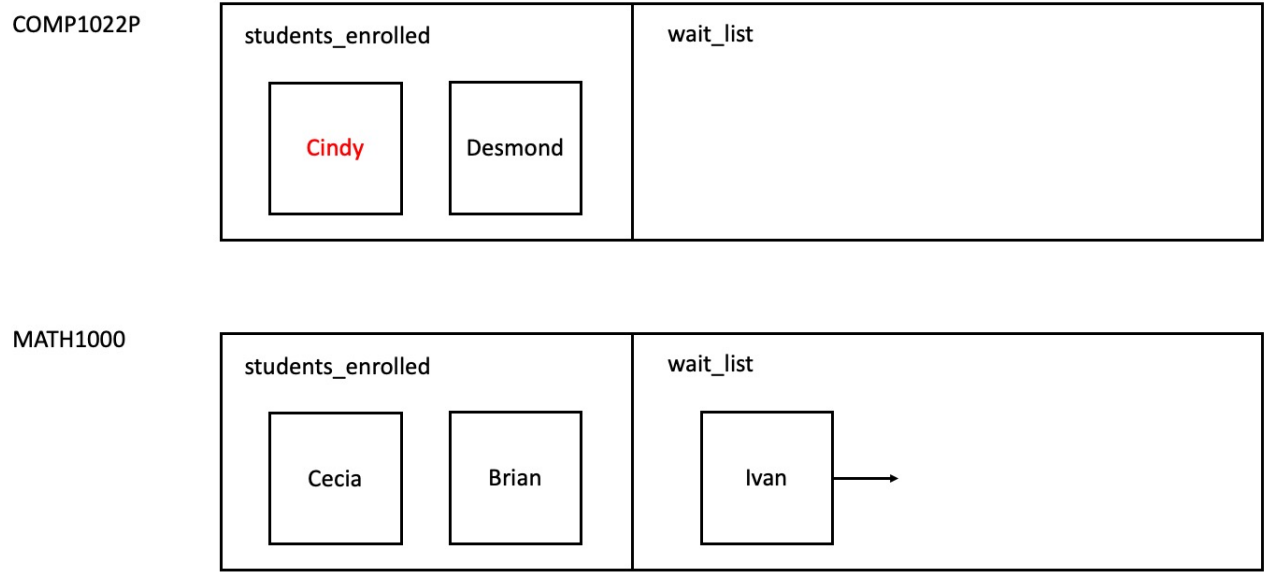 COMP1022P
students_enrolled
wait_list
Cindy
Desmond
MATH1000
students_enrolled
wait_list
Cecia
Brian
Ivan